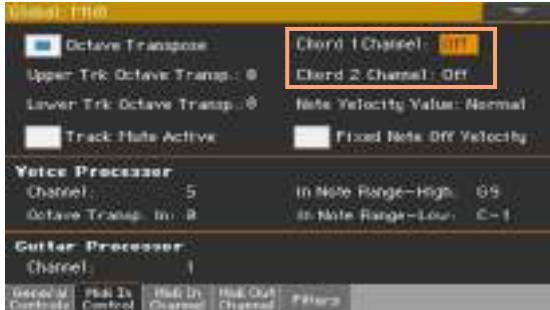 Global: Midi
Octave Transpose
Chord 1 Channel: Off
Upper Trk Octave Transp.: 0
Chord 2 Channel: Off
Lower Trk Octave Transp.: 0
Note Velocity Value: Normal
Track Mute Active
Fixed Note Off Velocity
Voice Processor
Channel: 5
In Note Range-High: G9
Octave Transp. In: 0
In Note Range-Low: C-1
Guitar Processor
Channel: 1
General Controls
Midi In Control
Midi In Channel
Midi Out Channel
Filters